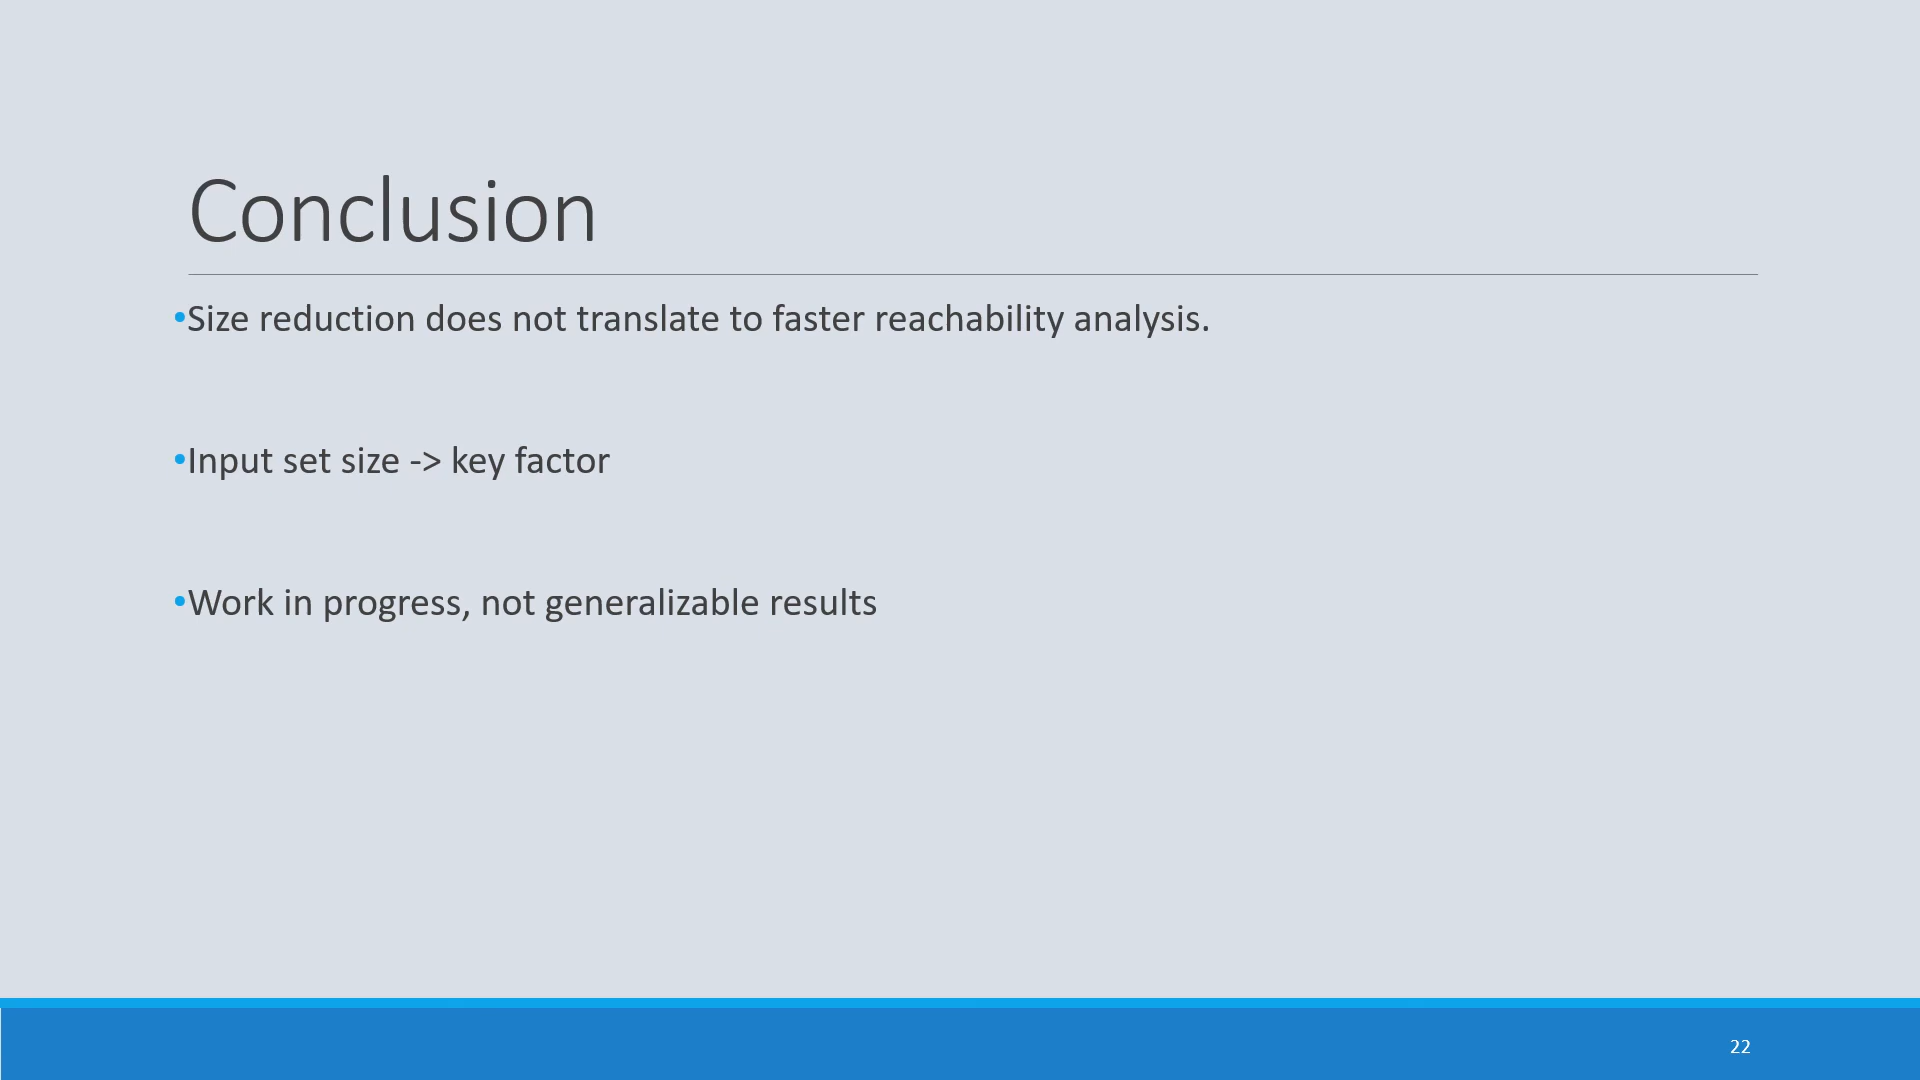 Conclusion
•Size reduction does not translate to faster reachability analysis.
•Input set size -> key factor
•Work in progress, not generalizable results
22